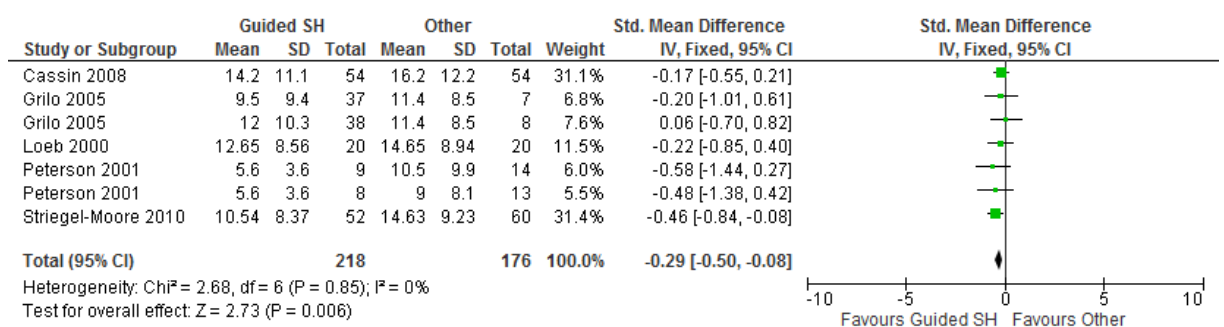 Guided SH Other Std. Mean Difference Std. Mean Difference
Study or Subgroup Mean SD Total Mean SD Total Weight IV, Fixed, 95% CI IV, Fixed, 95% CI
Cassin 2008 14.2 11.1 54 16.2 12.2 54 31.1% -0.17 [-0.55, 0.21]
Grilo 2005 9.5 9.4 37 11.4 8.5 7 6.8% -0.20 [-1.01, 0.61]
Grilo 2005 12 10.3 38 11.4 8.5 8 7.6% 0.06 [-0.70, 0.82]
Loeb 2000 12.65 8.56 20 14.65 8.94 20 11.5% -0.22 [-0.85, 0.40]
Peterson 2001 5.6 3.6 9 10.5 9.9 14 6.0% -0.58 [-1.44, 0.27]
Peterson 2001 5.6 3.6 8 9 8.1 13 5.5% -0.48 [-1.38, 0.42]
Striegel-Moore 2010 10.54 8.37 52 14.63 9.23 60 31.4% -0.46 [-0.84, -0.08]
Total (95% CI) 218 176 100.0% -0.29 [-0.50, -0.08]
Heterogeneity: Chi² = 2.68, df = 6 (P = 0.85); I² = 0%
Test for overall effect: Z = 2.73 (P = 0.006)
-10 -5 0 5 10
Favours Guided SH Favours Other